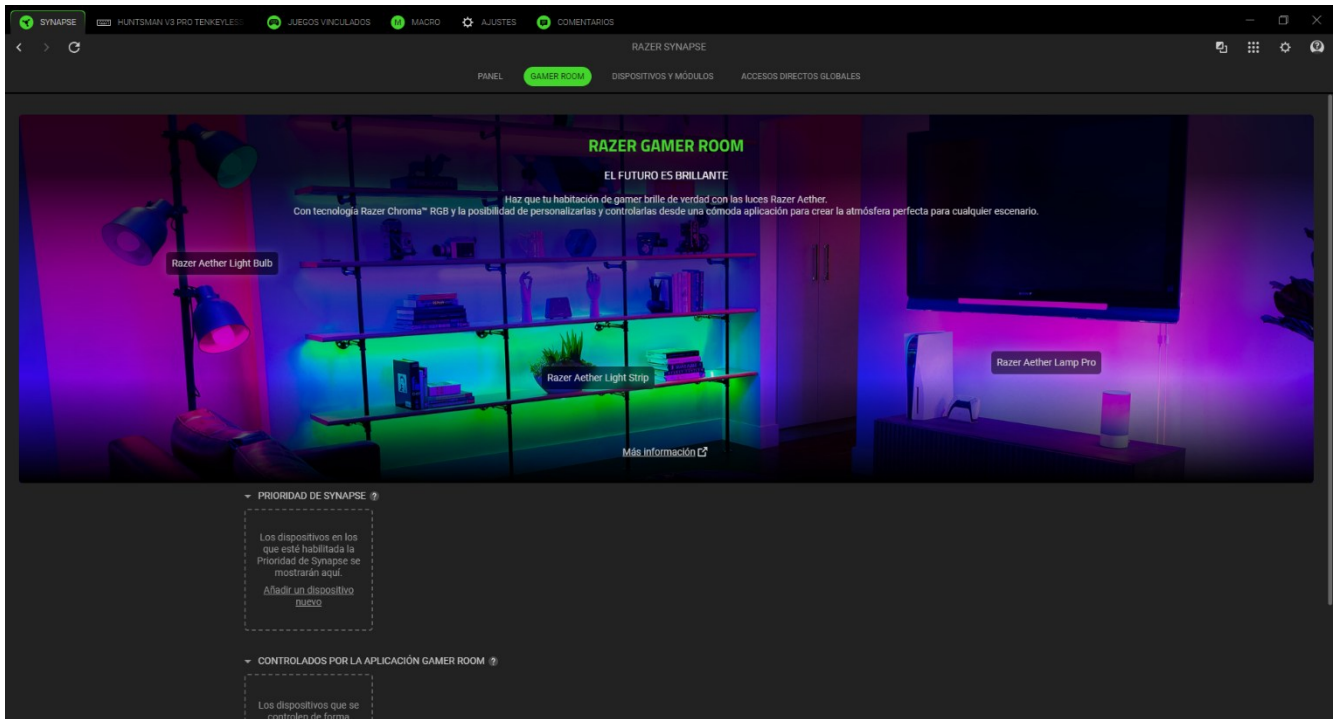 SYNAPSE
HUNTSMAN V3 PRO TENKEYLESS
JUEGOS VINCULADOS
M MACRO
AJUSTES
COMENTARIOS
RAZER SYNAPSE
PANEL
GAMER ROOM
DISPOSITIVOS Y MÓDULOS
ACCESOS DIRECTOS GLOBALES
RAZER GAMER ROOM
EL FUTURO ES BRILLANTE
Haz que tu habitación de gamer brille de verdad con las luces Razer Aether.
Con tecnología Razer Chroma™ RGB y la posibilidad de personalizarlas y controlarlas desde una cómoda aplicación para crear la atmósfera perfecta para cualquier escenario.
Razer Aether Light Bulb
Razer Aether Light Strip
Razer Aether Lamp Pro
Más información
PRIORIDAD DE SYNAPSE ?
Los dispositivos en los
que esté habilitada la
Prioridad de Synapse se
mostrarán aquí.
Añadir un dispositivo
nuevo
CONTROLADOS POR LA APLICACIÓN GAMER ROOM ?
Los dispositivos que se
controlen de forma